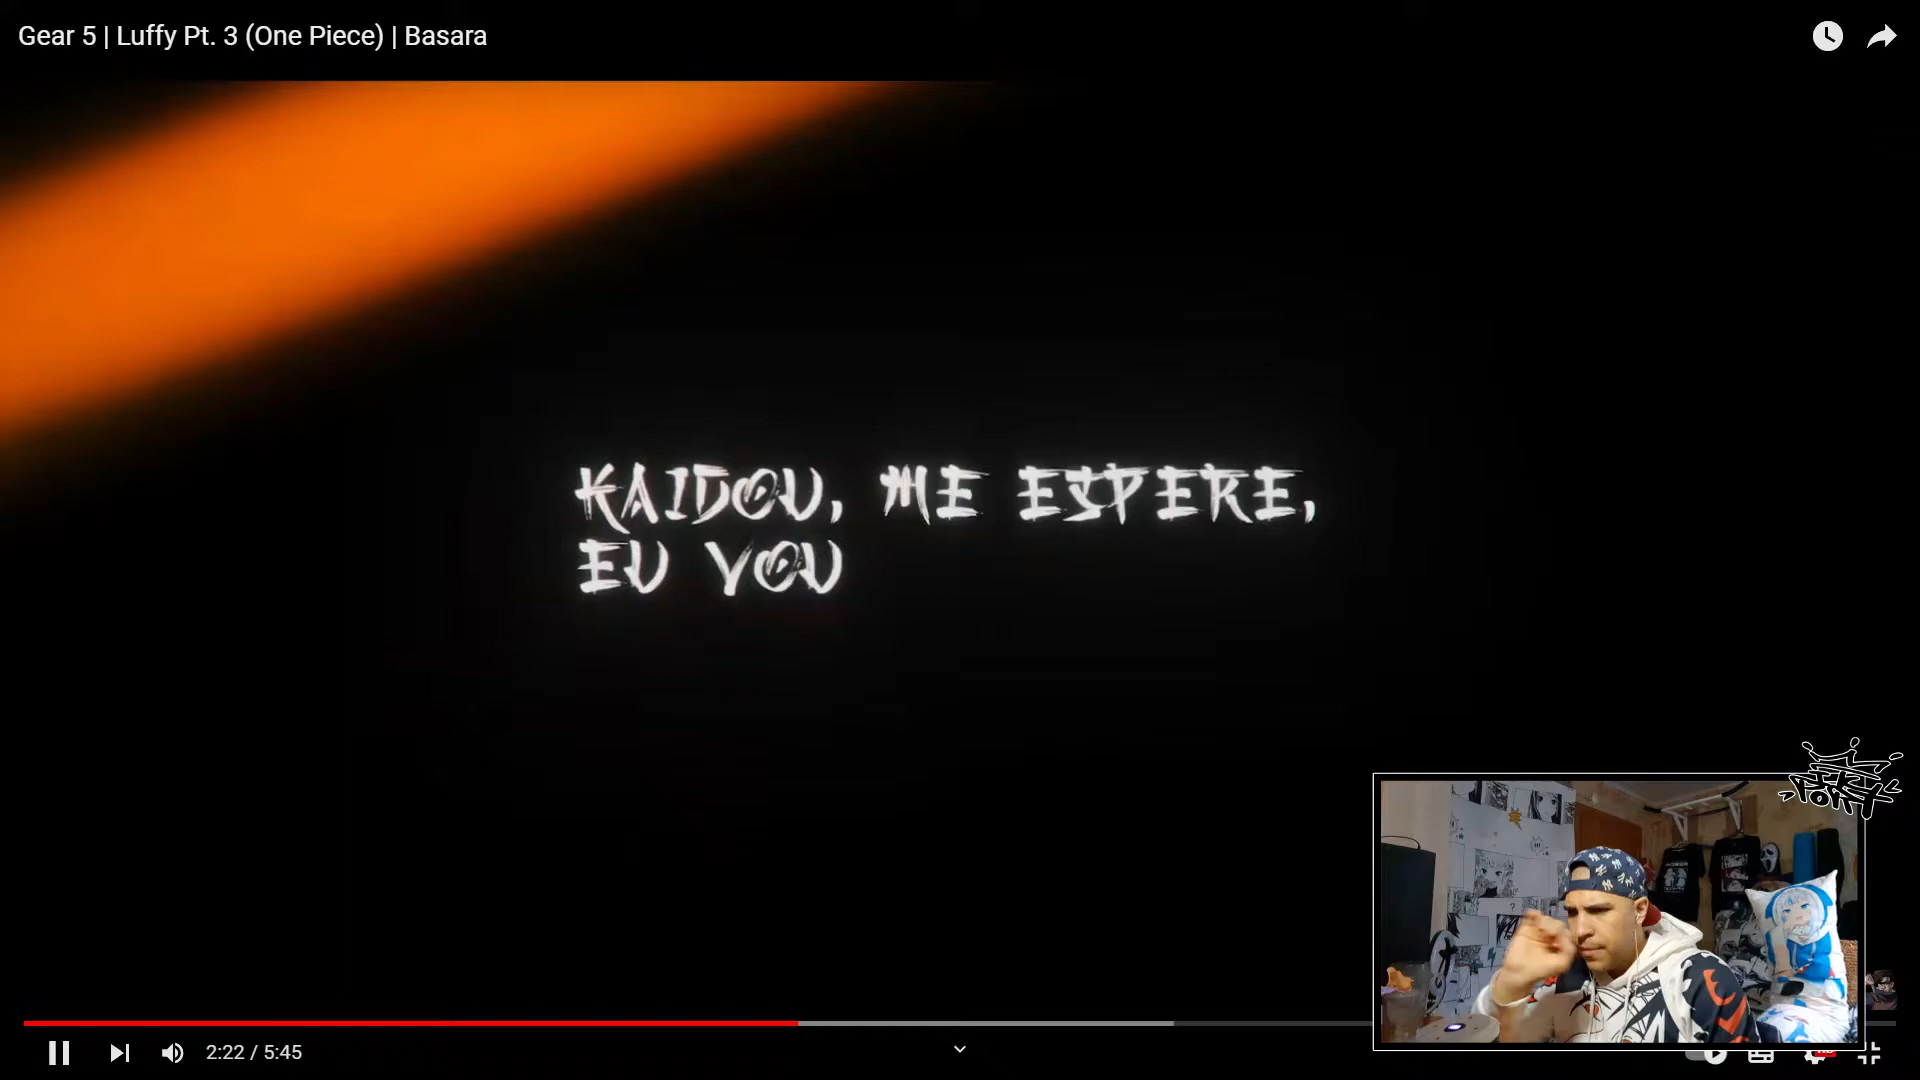 Gear 5 | Luffy Pt. 3 (One Piece) | Basara
KAIDOU, ME ESPERE,
EU VOU
2:22 / 5:45